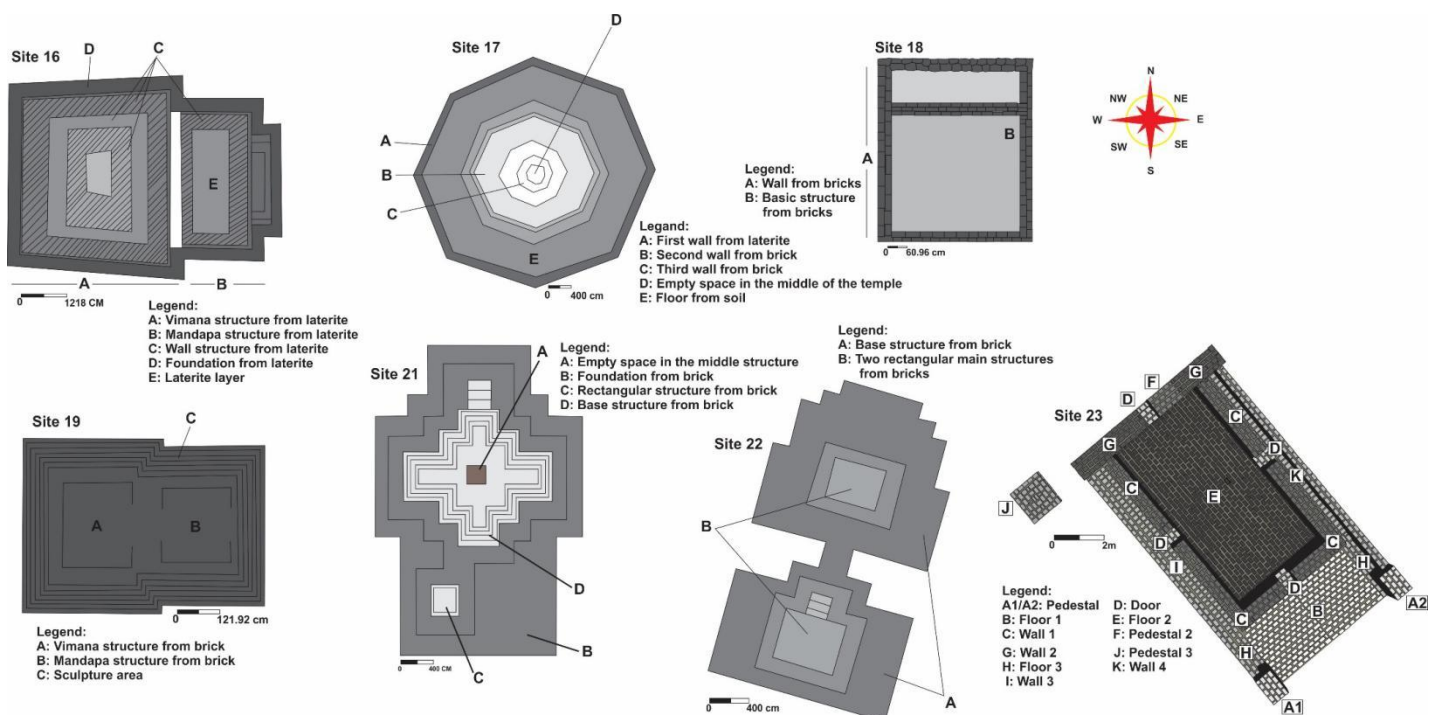 Site 16
D
C
E
A
B
0 1218 CM
Legend:
A: Vimana structure from laterite
B: Mandapa structure from laterite
C: Wall structure from laterite
D: Foundation from laterite
E: Laterite layer
Site 17
D
A
B
C
E
0 400 cm
Legand:
A: First wall from laterite
B: Second wall from brick
C: Third wall from brick
D: Empty space in the middle of the temple
E: Floor from soil
Site 18
A
B
Legend:
A: Wall from bricks
B: Basic structure
from bricks
0 60.96 cm
N
NW
NE
W
E
SW
SE
S
Site 19
C
A
B
0 121.92 cm
Legend:
A: Vimana structure from brick
B: Mandapa structure from brick
C: Sculpture area
Site 21
A
D
B
C
0 400 CM
Legend:
A: Empty space in the middle structure
B: Foundation from brick
C: Rectangular structure from brick
D: Base structure from brick
Site 22
B
A
0 400 cm
Legend:
A: Base structure from brick
B: Two rectangular main structures
from bricks
Site 23
G
F
D
C
G
D
K
C
E
J
0 2m
D
I
C
H
D
B
A2
C
H
A1
Legend:
A1/A2: Pedestal D: Door
B: Floor 1 E: Floor 2
C: Wall 1 F: Pedestal 2
G: Wall 2 J: Pedestal 3
H: Floor 3 K: Wall 4
I: Wall 3